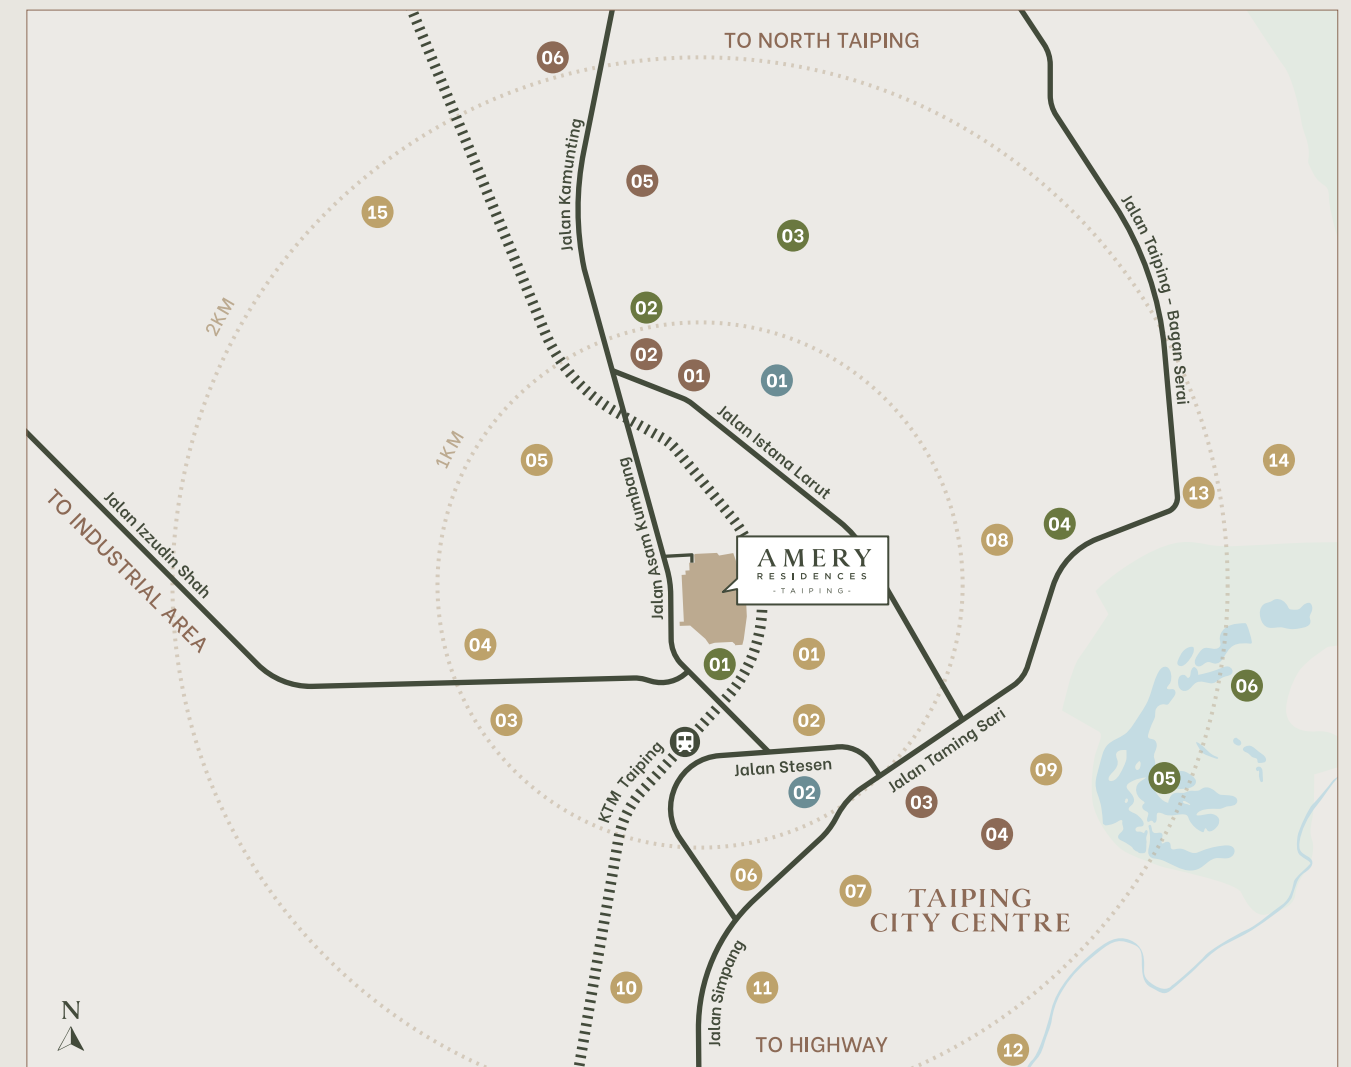 TO NORTH TAIPING
06
Jalan Kamunting
05
15
03
Jalan Taiping - Bagan Serai
2KM
02
02
01
01
1KM
Jalan Istana Larut
05
14
13
Jalan Izzudin Shah
TO INDUSTRIAL AREA
Jalan Asam Kumbang
04
08
AMERY
RESIDENCES
- TAIPING -
04
01
01
06
03
02
Jalan Taming Sari
KTM Taiping
Jalan Stesen
09
05
02
03
04
06
07
TAIPING
CITY CENTRE
10
11
Jalan Simpang
N
TO HIGHWAY
12